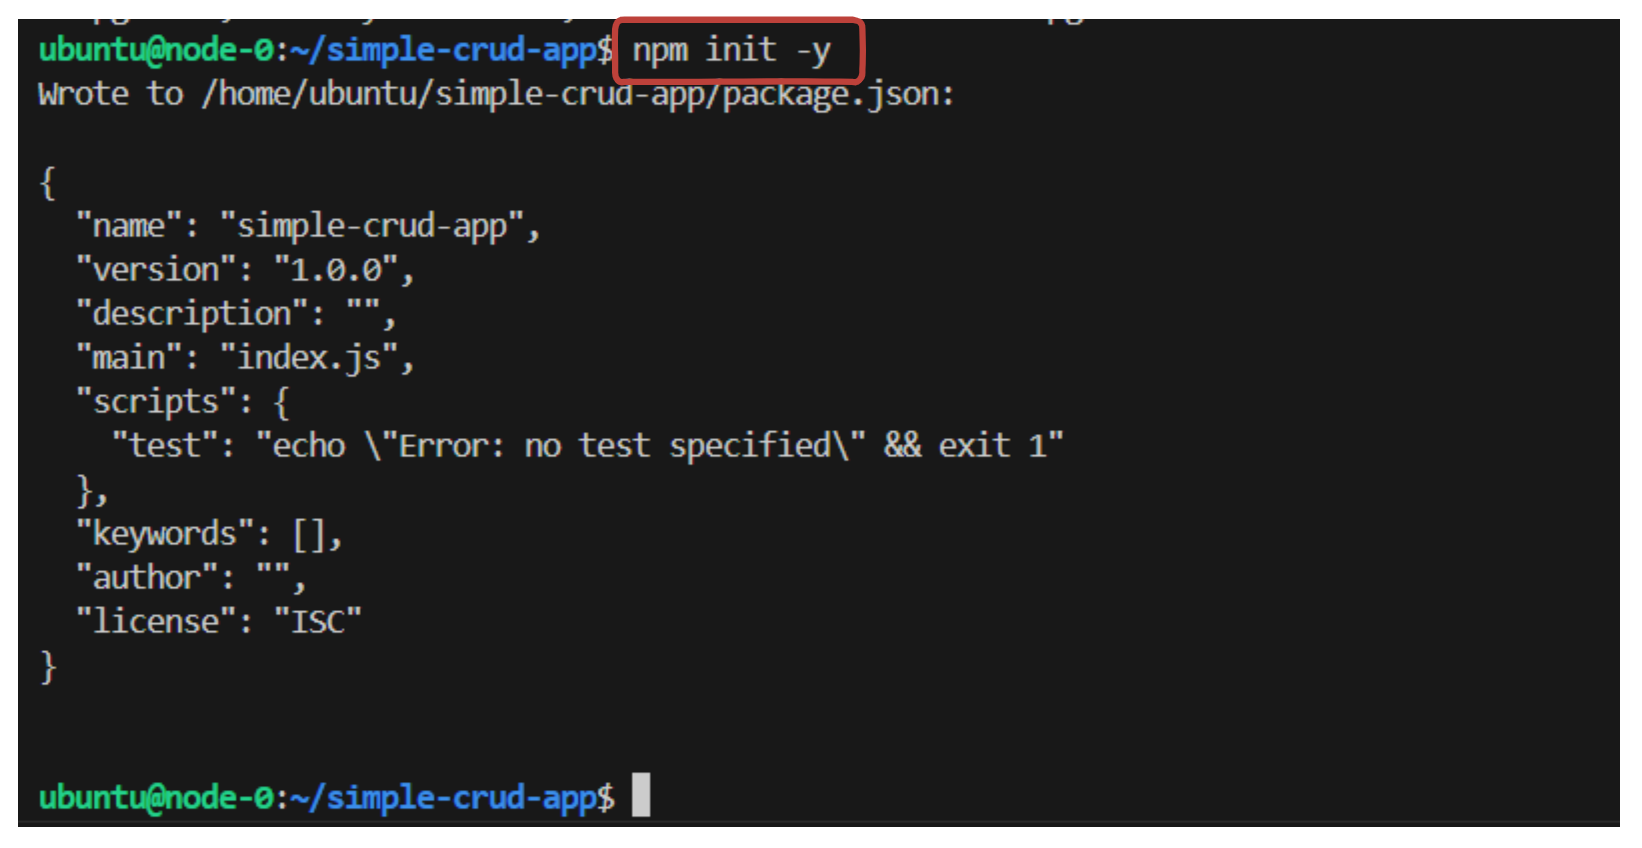 ubuntu@node-0:~/simple-crud-app$ npm init -y
Wrote to /home/ubuntu/simple-crud-app/package.json:
{
  "name": "simple-crud-app",
  "version": "1.0.0",
  "description": "",
  "main": "index.js",
  "scripts": {
    "test": "echo \"Error: no test specified\" && exit 1"
  },
  "keywords": [],
  "author": "",
  "license": "ISC"
}
ubuntu@node-0:~/simple-crud-app$